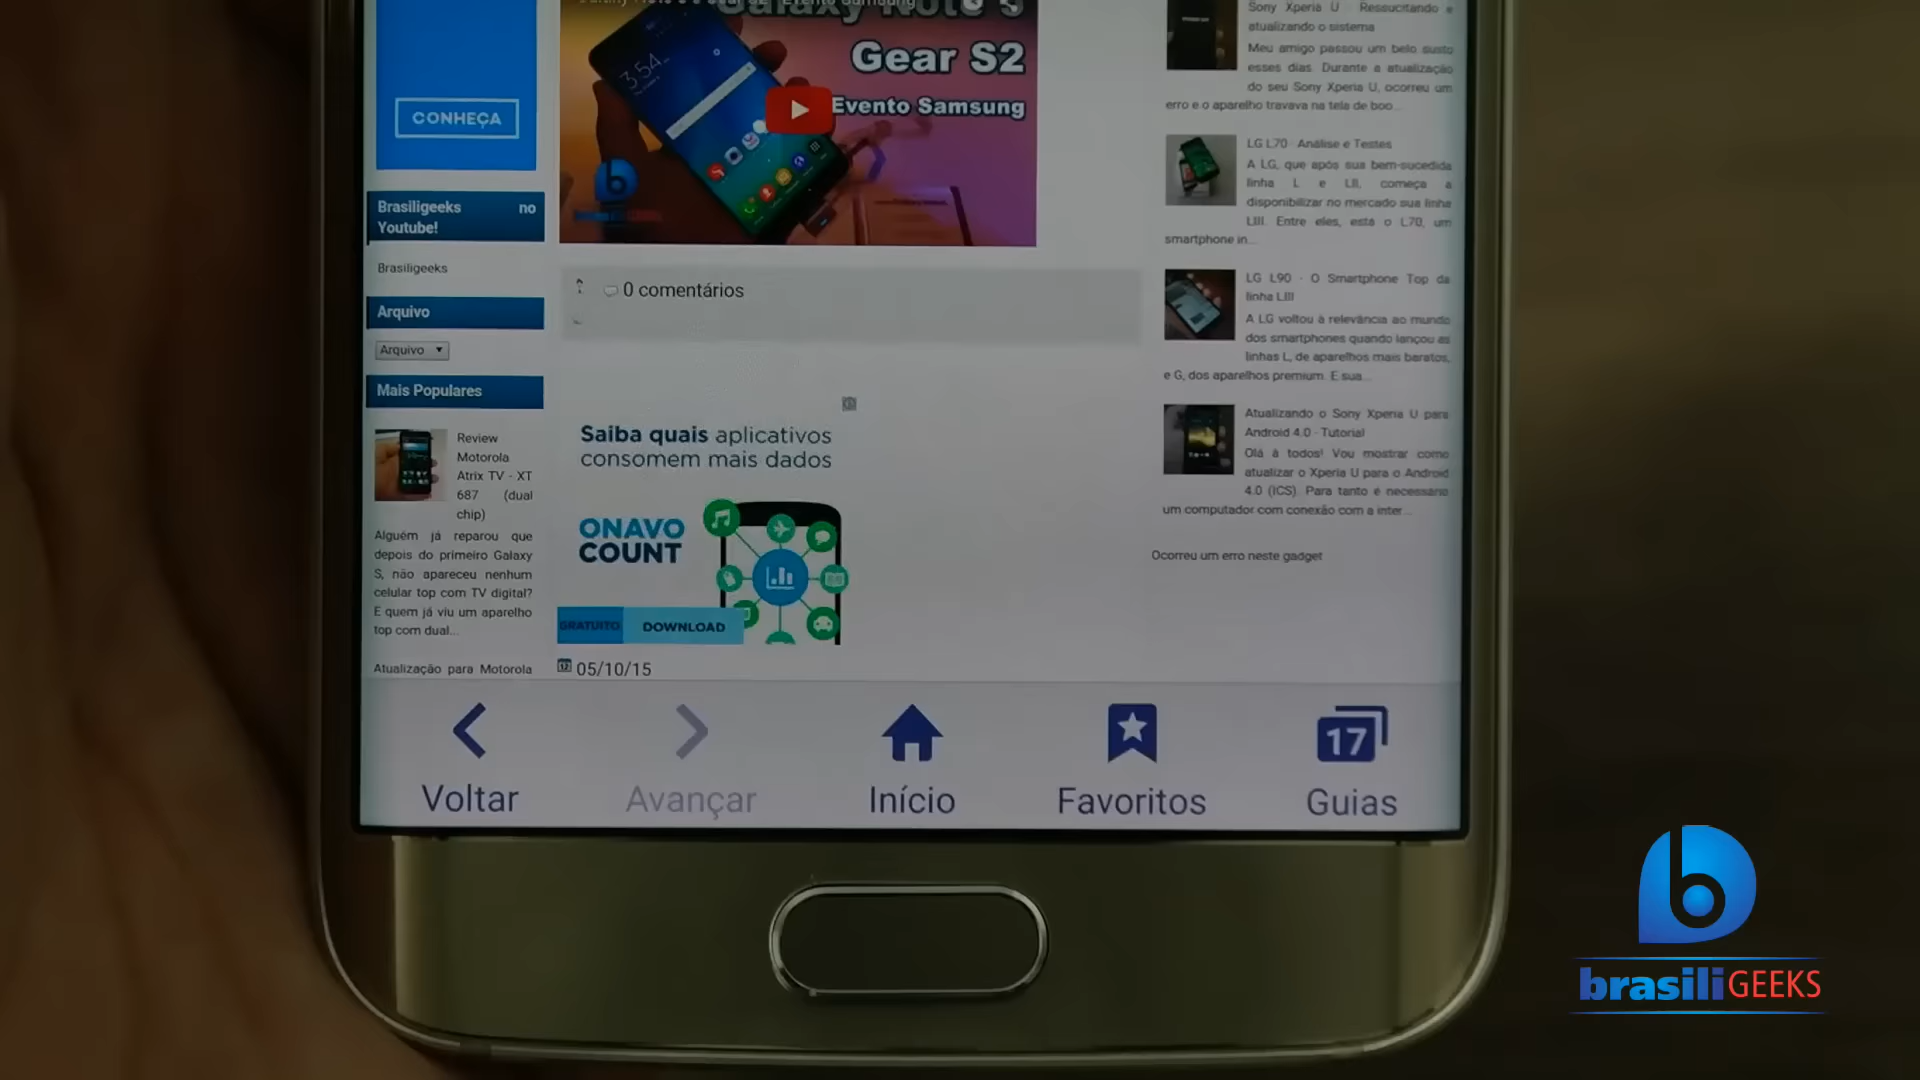 Gear S2
Evento Samsung
3:54
CONHEÇA
Brasiligeeks no
Youtube!
Brasiligeeks
Arquivo
Arquivo
Mais Populares
Review
Motorola
Atrix TV - XT
687 (dual
chip)
Alguém já reparou que
depois do primeiro Galaxy
S, não apareceu nenhum
celular top com TV digital?
E quem já viu um aparelho
top com dual...
Atualização para Motorola
0 comentários
Saiba quais aplicativos
consomem mais dados
ONAVO
COUNT
GRATUITO DOWNLOAD
05/10/15
Sony Xperia U - Ressucitando e
atualizando o sistema
Meu amigo passou um belo susto
esses dias. Durante a atualização
do seu Sony Xperia U, ocorreu um
erro e o aparelho travava na tela de boo...
LG L70 - Análise e Testes
A LG, que após sua bem-sucedida
linha L e LII, começa a
disponibilizar no mercado sua linha
LIII. Entre eles, está o L70, um
smartphone in...
LG L90 - O Smartphone Top da
linha LIII
A LG voltou à relevância ao mundo
dos smartphones quando lançou as
linhas L, de aparelhos mais baratos,
e G, dos aparelhos premium. E sua...
Atualizando o Sony Xperia U para
Android 4.0 - Tutorial
Olá à todos! Vou mostrar como
atualizar o Xperia U para o Android
4.0 (ICS). Para tanto é necessário
um computador com conexão com a inter...
Ocorreu um erro neste gadget
Voltar
Avançar
Início
Favoritos
17
Guias
brasiliGEEKS